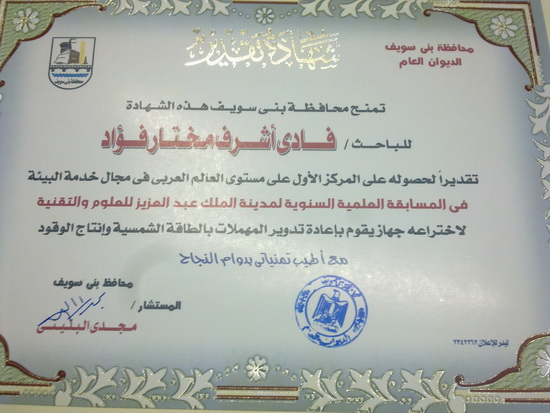 محافظة بنى سويف
الديوان العام
شهادة تقدير
تمنح محافظة بنى سويف هذه الشهادة
للباحث / فادى أشرف مختار فؤاد
تقديراً لحصوله على المركز الأول على مستوى العالم العربى فى مجال خدمة البيئة
فى المسابقة العلمية السنوية لمدينة الملك عبد العزيز للعلوم والتقنية
لاختراعه جهاز يقوم بإعادة تدوير المهملات بالطاقة الشمسية وإنتاج الوقود
مع أطيب تمنياتى بدوام النجاح
محافظ بنى سويف
المستشار /
مجدى البتيتى
ليدر للاعلان ٢٣٤٢٣٦٢